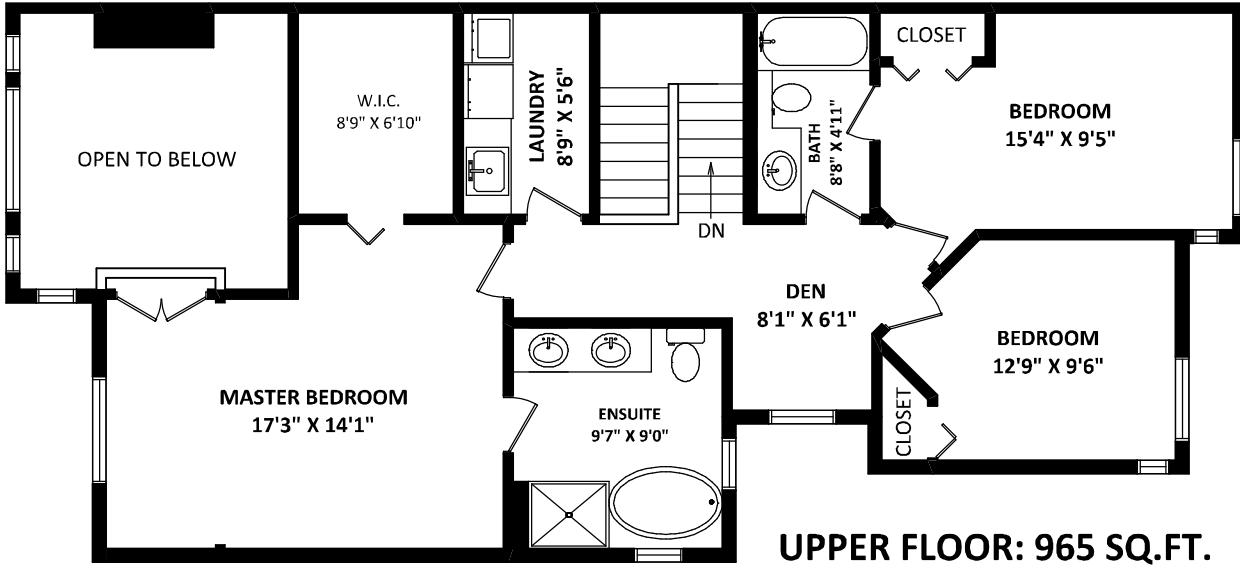 OPEN TO BELOW
W.I.C.
8'9" X 6'10"
LAUNDRY
8'9" X 5'6"
DN
BATH
8'8" X 4'11"
CLOSET
BEDROOM
15'4" X 9'5"
DEN
8'1" X 6'1"
BEDROOM
12'9" X 9'6"
CLOSET
MASTER BEDROOM
17'3" X 14'1"
ENSUITE
9'7" X 9'0"
UPPER FLOOR: 965 SQ.FT.